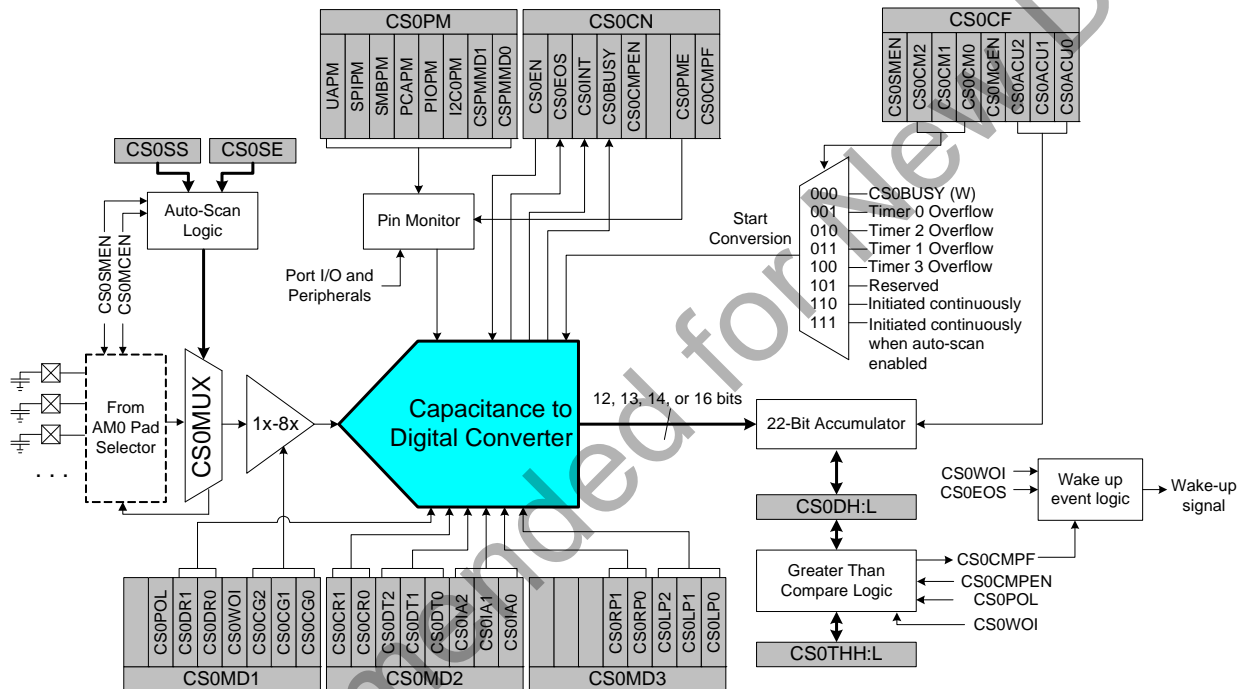 CS0PM
CS0CN
CS0CF
UAPM
SPIPM
SMBPM
PCAPM
PIOPM
I2C0PM
CSPMMD1
CSPMMD0
CS0EN
CS0EOS
CS0INT
CS0BUSY
CS0CMPEN
CS0PME
CS0CMPF
CS0SMEN
CS0CM2
CS0CM1
CS0CM0
CS0MCEN
CS0ACU2
CS0ACU1
CS0ACU0
CS0SS
CS0SE
Auto-Scan
Logic
Pin Monitor
Port I/O and
Peripherals
CS0SMEN
CS0MCEN
Start
Conversion
000 CS0BUSY (W)
001 Timer 0 Overflow
010 Timer 2 Overflow
011 Timer 1 Overflow
100 Timer 3 Overflow
101 Reserved
110 Initiated continuously
111 Initiated continuously
when auto-scan
enabled
From
AM0 Pad
Selector
. . .
CS0MUX
1x-8x
Capacitance to
Digital Converter
12, 13, 14, or 16 bits
22-Bit Accumulator
CS0DH:L
Greater Than
Compare Logic
CS0THH:L
CS0WOI
CS0EOS
Wake up
event logic
Wake-up
signal
CS0CMPF
CS0CMPEN
CS0POL
CS0WOI
CS0POL
CS0DR1
CS0DR0
CS0WOI
CS0CG2
CS0CG1
CS0CG0
CS0MD1
CS0CR1
CS0CR0
CS0DT2
CS0DT1
CS0DT0
CS0IA2
CS0IA1
CS0IA0
CS0MD2
CS0RP1
CS0RP0
CS0LP2
CS0LP1
CS0LP0
CS0MD3
mended for New D